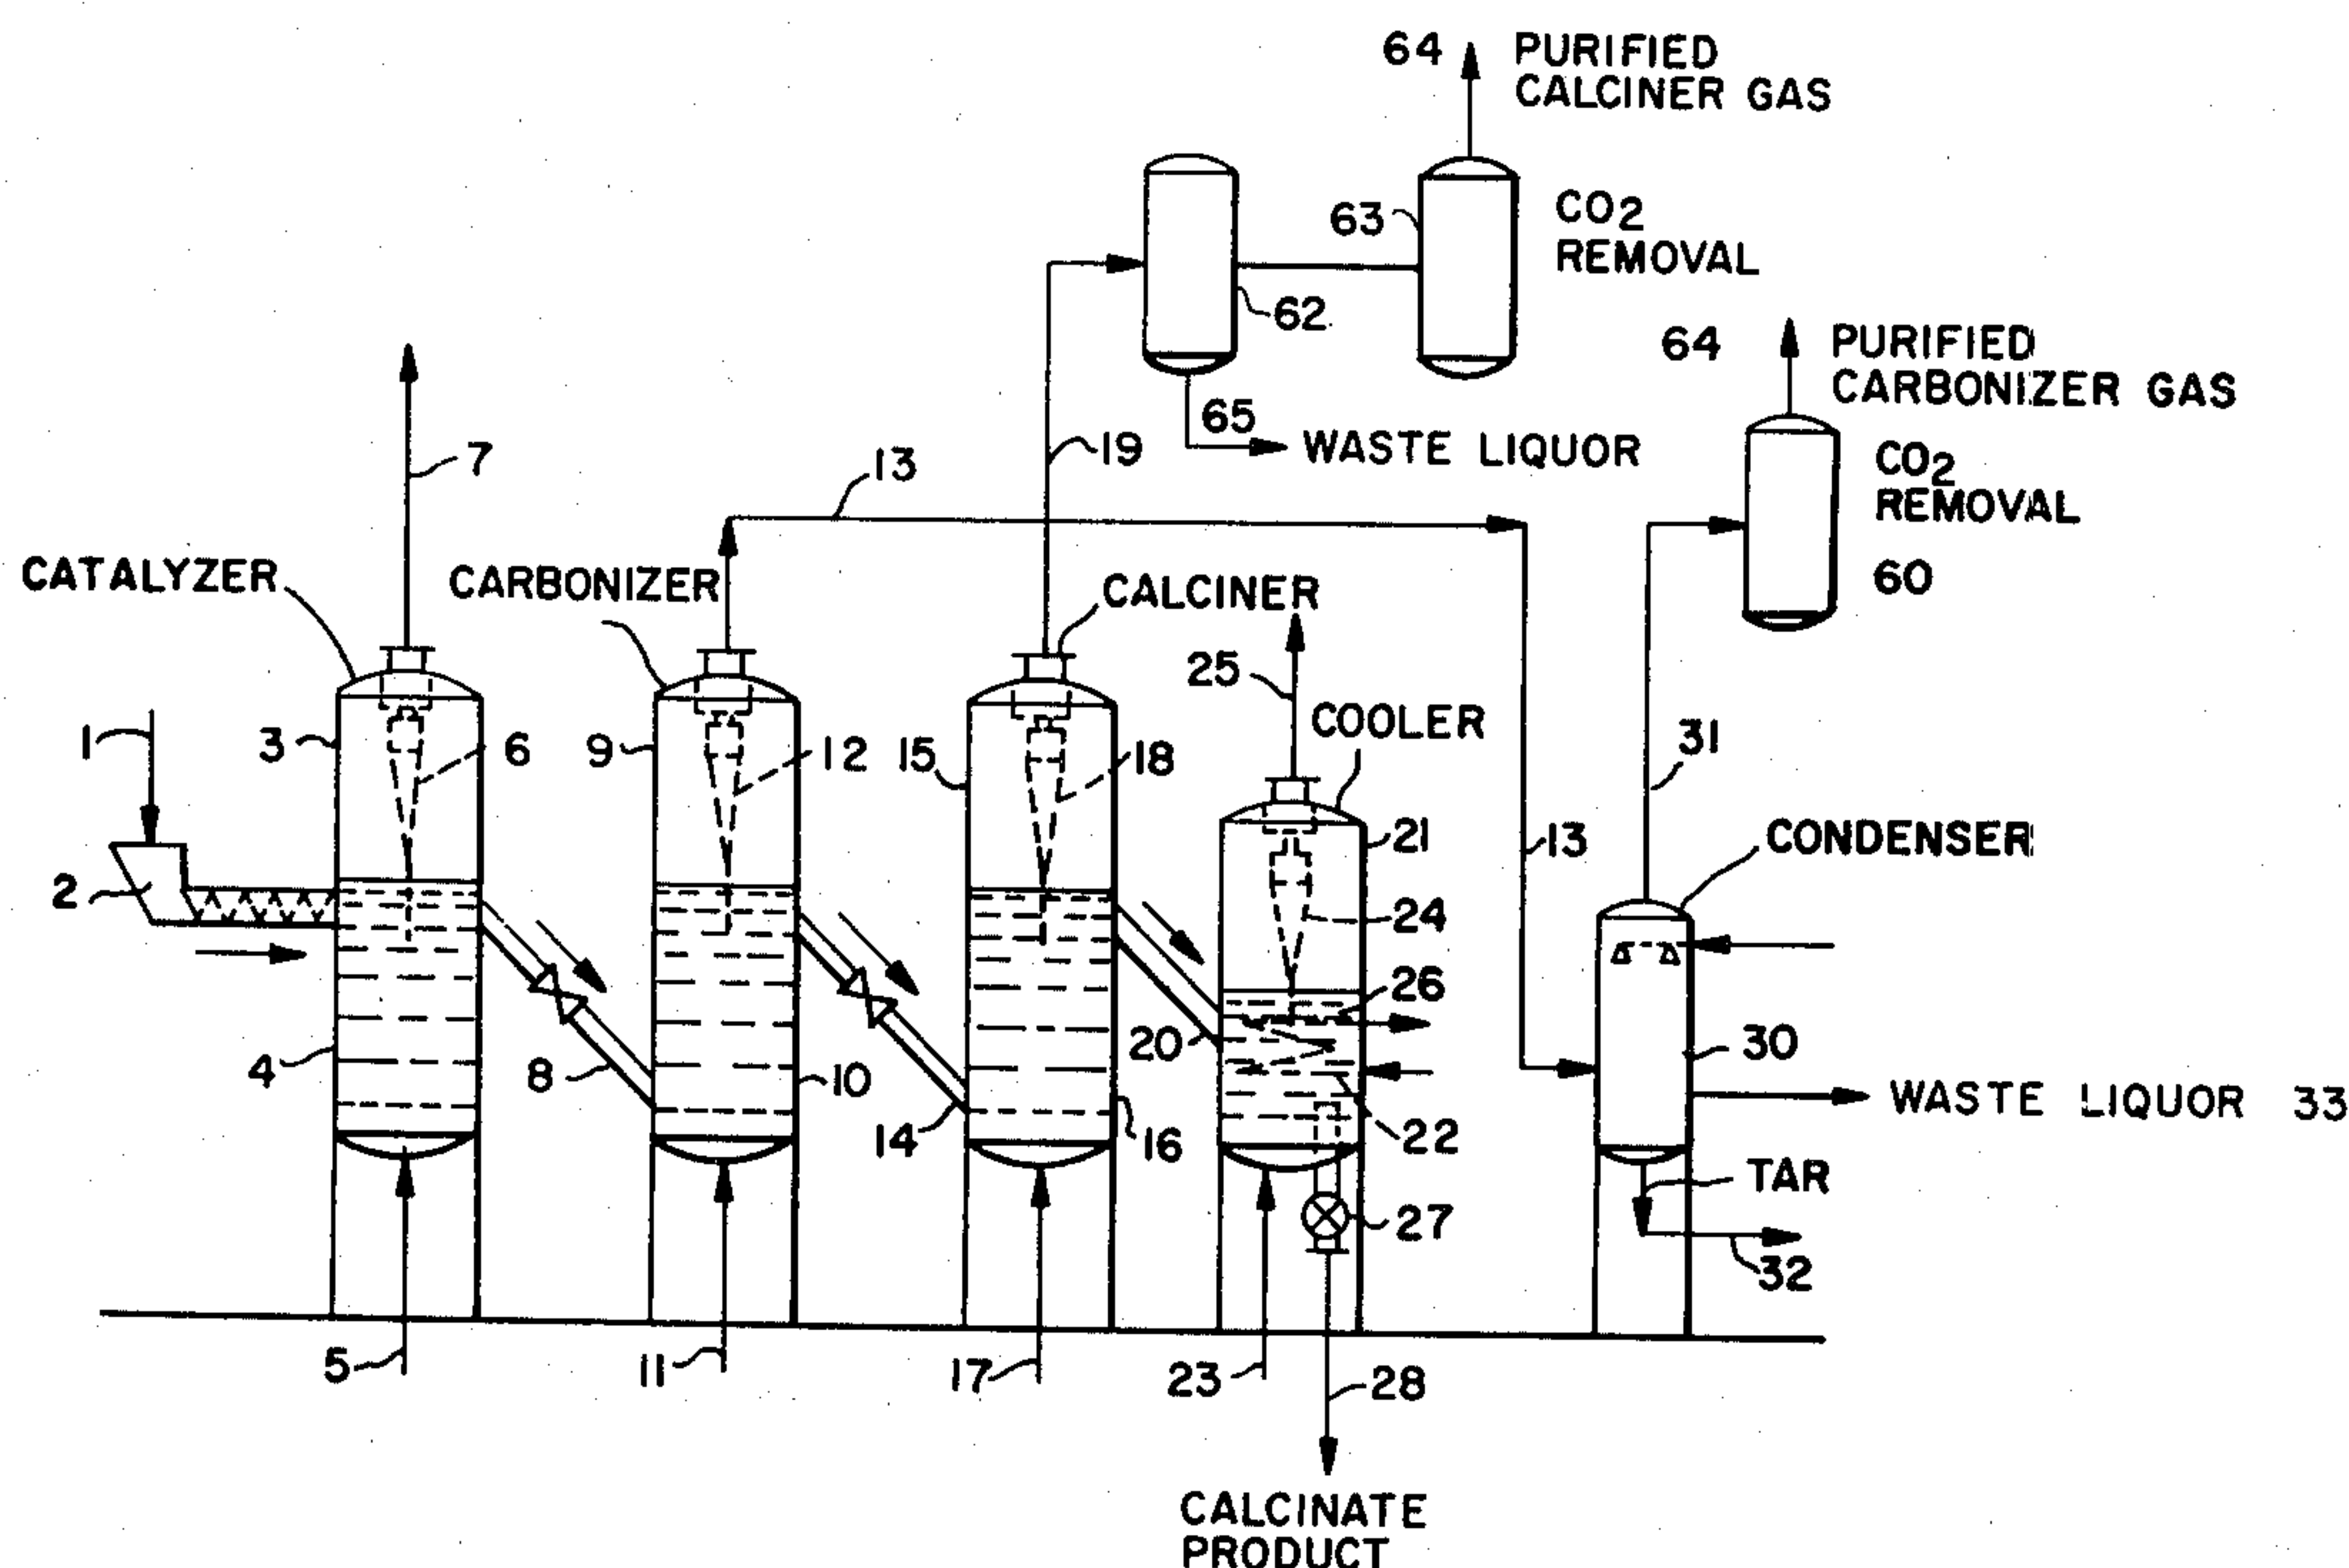 64 PURIFIED
CALCINER GAS
63 CO2
REMOVAL
62
64 PURIFIED
CARBONIZER GAS
65
WASTE LIQUOR
7
13
19
CO2
REMOVAL
60
CATALYZER
CARBONIZER
CALCINER
25
COOLER
1
3
6
9
12
15
18
31
21
13
CONDENSER
2
24
26
4
8
10
20
30
14
16
22
WASTE LIQUOR 33
TAR
27
32
5
11
17
23
28
CALCINATE
PRODUCT